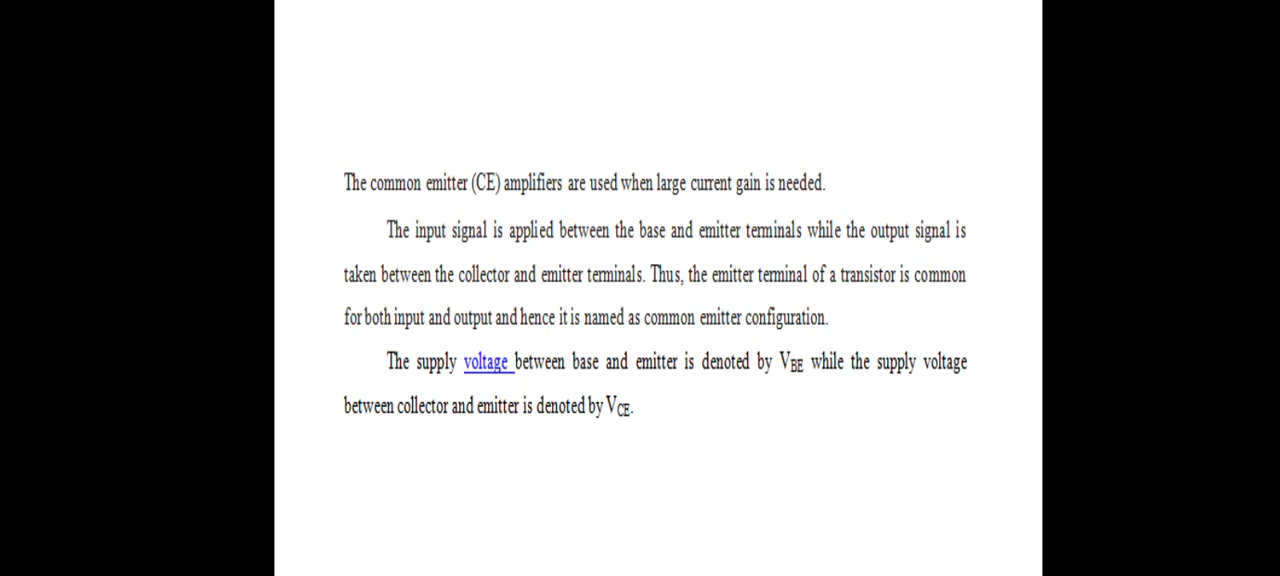 The common emitter (CE) amplifiers are used when large current gain is needed.
The input signal is applied between the base and emitter terminals while the output signal is
taken between the collector and emitter terminals. Thus, the emitter terminal of a transistor is common
for both input and output and hence it is named as common emitter configuration.
The supply voltage between base and emitter is denoted by VBE while the supply voltage
between collector and emitter is denoted by VCE.